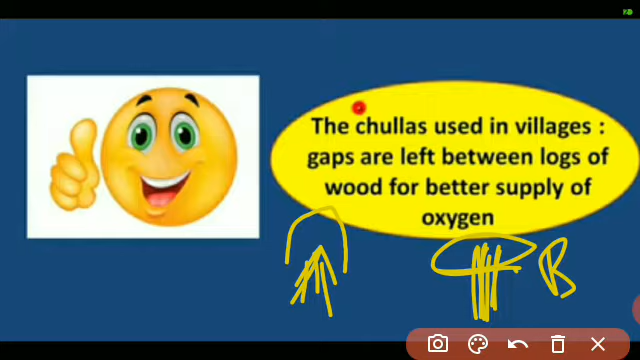 The chullas used in villages :
gaps are left between logs of
wood for better supply of
oxygen
B